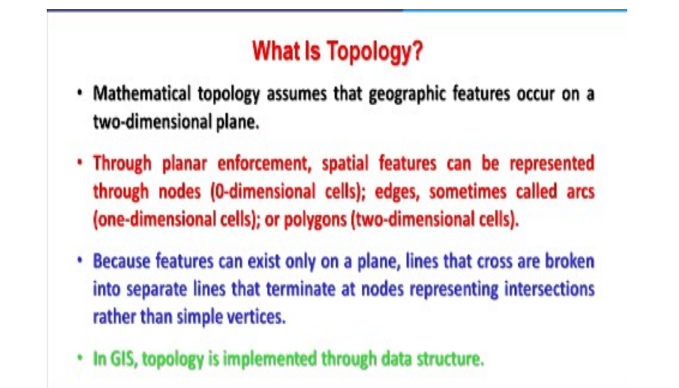 What Is Topology?
• Mathematical topology assumes that geographic features occur on a
two-dimensional plane.
• Through planar enforcement, spatial features can be represented
through nodes (0-dimensional cells); edges, sometimes called arcs
(one-dimensional cells); or polygons (two-dimensional cells).
• Because features can exist only on a plane, lines that cross are broken
into separate lines that terminate at nodes representing intersections
rather than simple vertices.
• In GIS, topology is implemented through data structure.